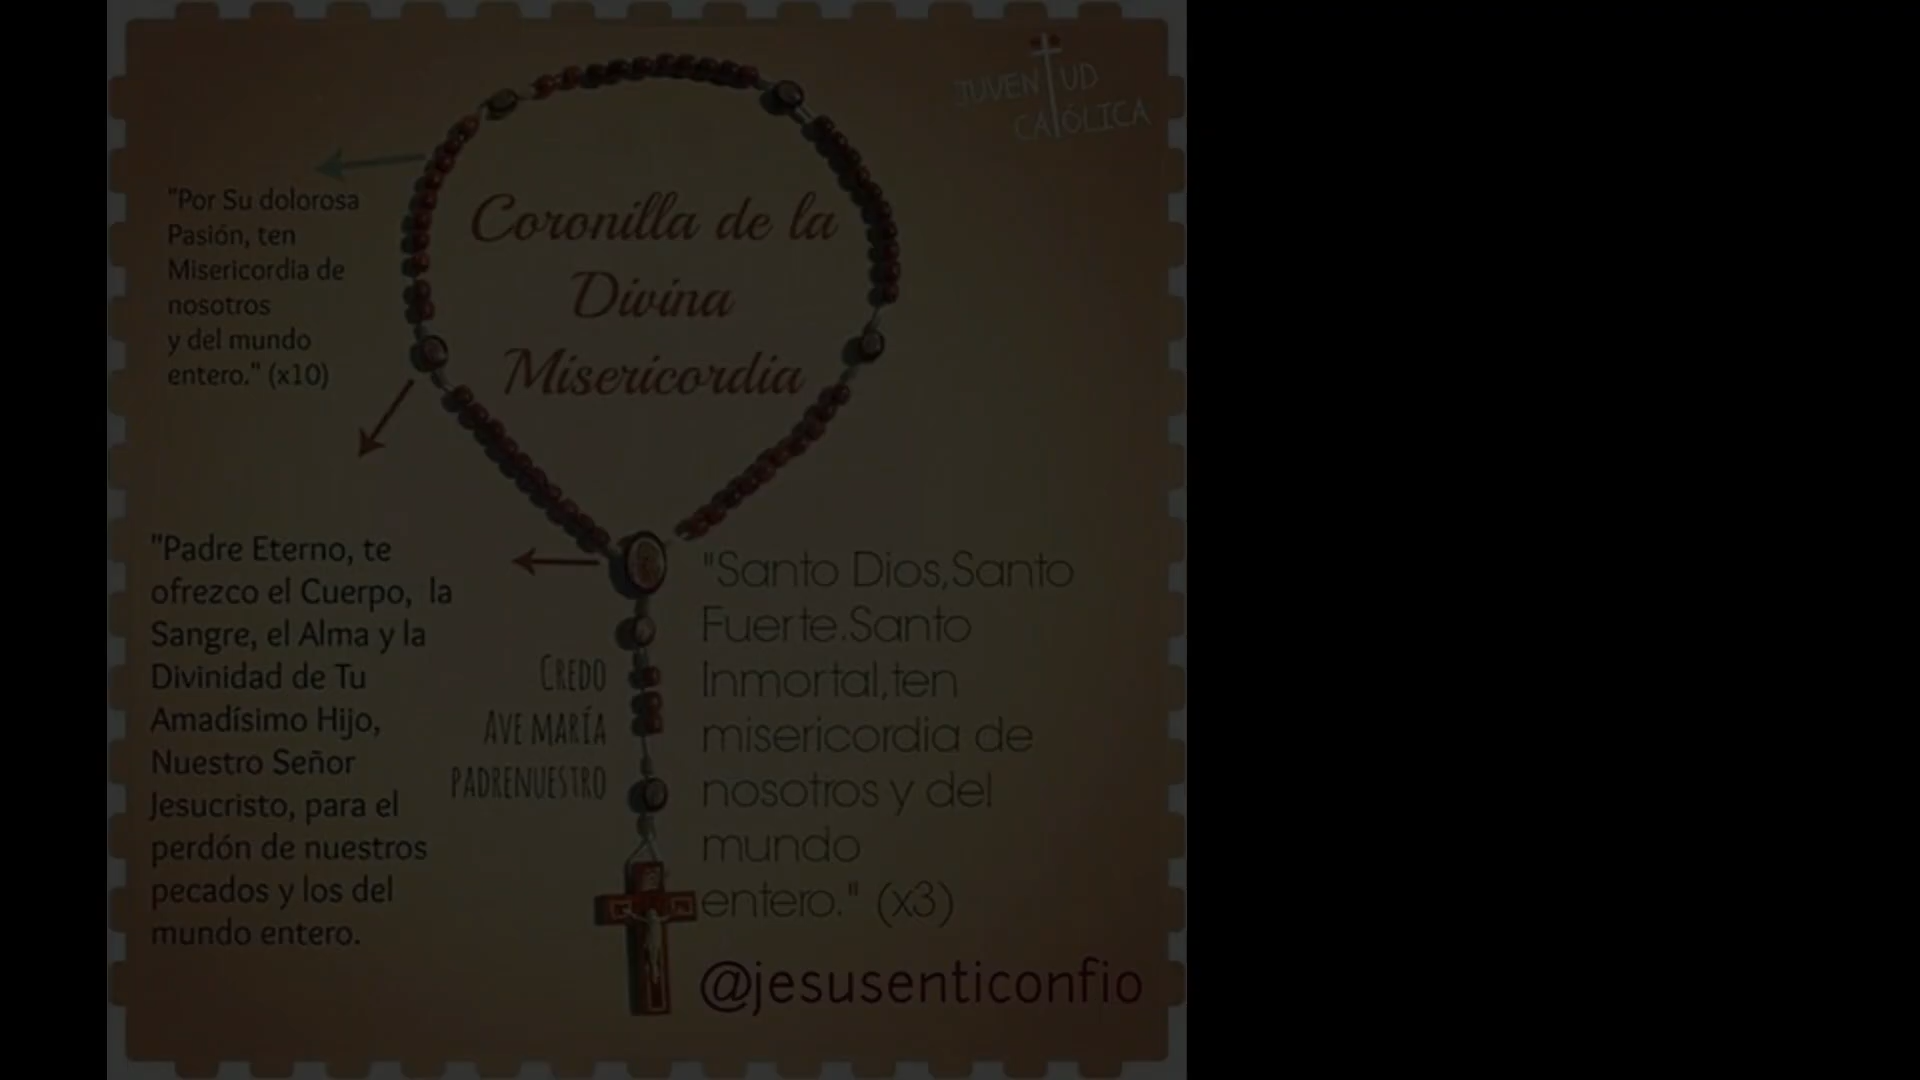 JUVENTUD
CATÓLICA
"Por Su dolorosa
Pasión, ten
Misericordia de
nosotros
y del mundo
entero." (x10)
Coronilla de la
Divina
Misericordia
"Padre Eterno, te
ofrezco el Cuerpo, la
Sangre, el Alma y la
Divinidad de Tu
Amadísimo Hijo,
Nuestro Señor
Jesucristo, para el
perdón de nuestros
pecados y los del
mundo entero.
CREDO
AVE MARÍA
PADRENUESTRO
"Santo Dios,Santo
Fuerte.Santo
Inmortal,ten
misericordia de
nosotros y del
mundo
entero." (x3)
@jesusenticonfio